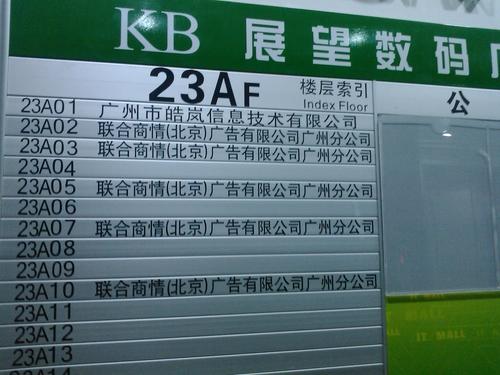 KB 展望数码
23AF 楼层索引
Index Floor
公
23A01 广州市皓岚信息技术有限公司
23A02 联合商情(北京)广告有限公司广州分公司
23A03 联合商情(北京)广告有限公司广州分公司
23A04
23A05 联合商情(北京)广告有限公司广州分公司
23A06
23A07 联合商情(北京)广告有限公司广州分公司
23A08
23A09
23A10 联合商情(北京)广告有限公司广州分公司
23A11
23A12
23A13
IT MALL